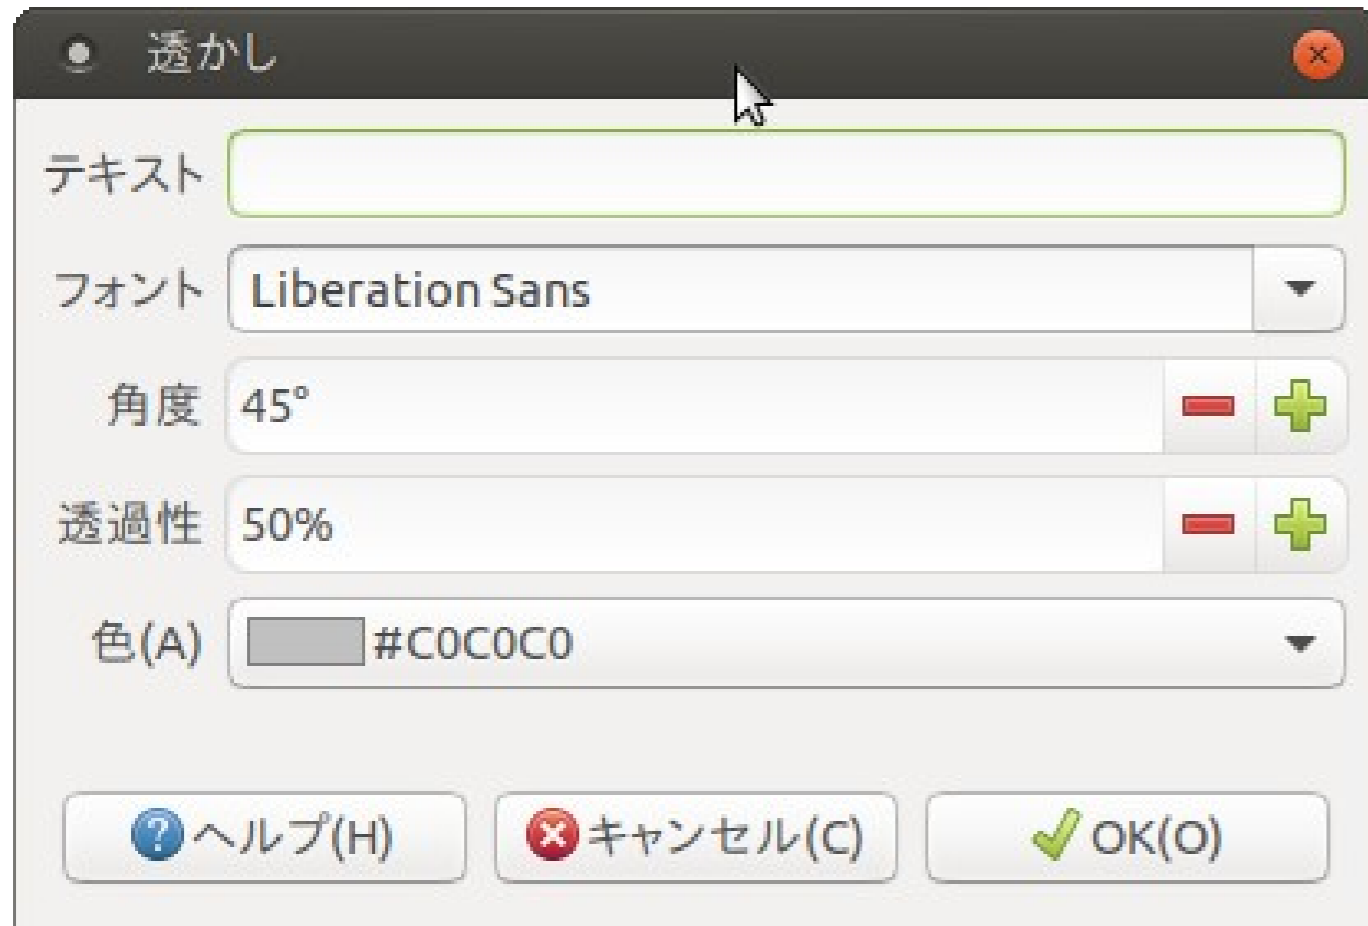 透かし
テキスト
フォント Liberation Sans
角度 45°
透過性 50%
色(A) #C0C0C0
ヘルプ(H) キャンセル(C) OK(O)